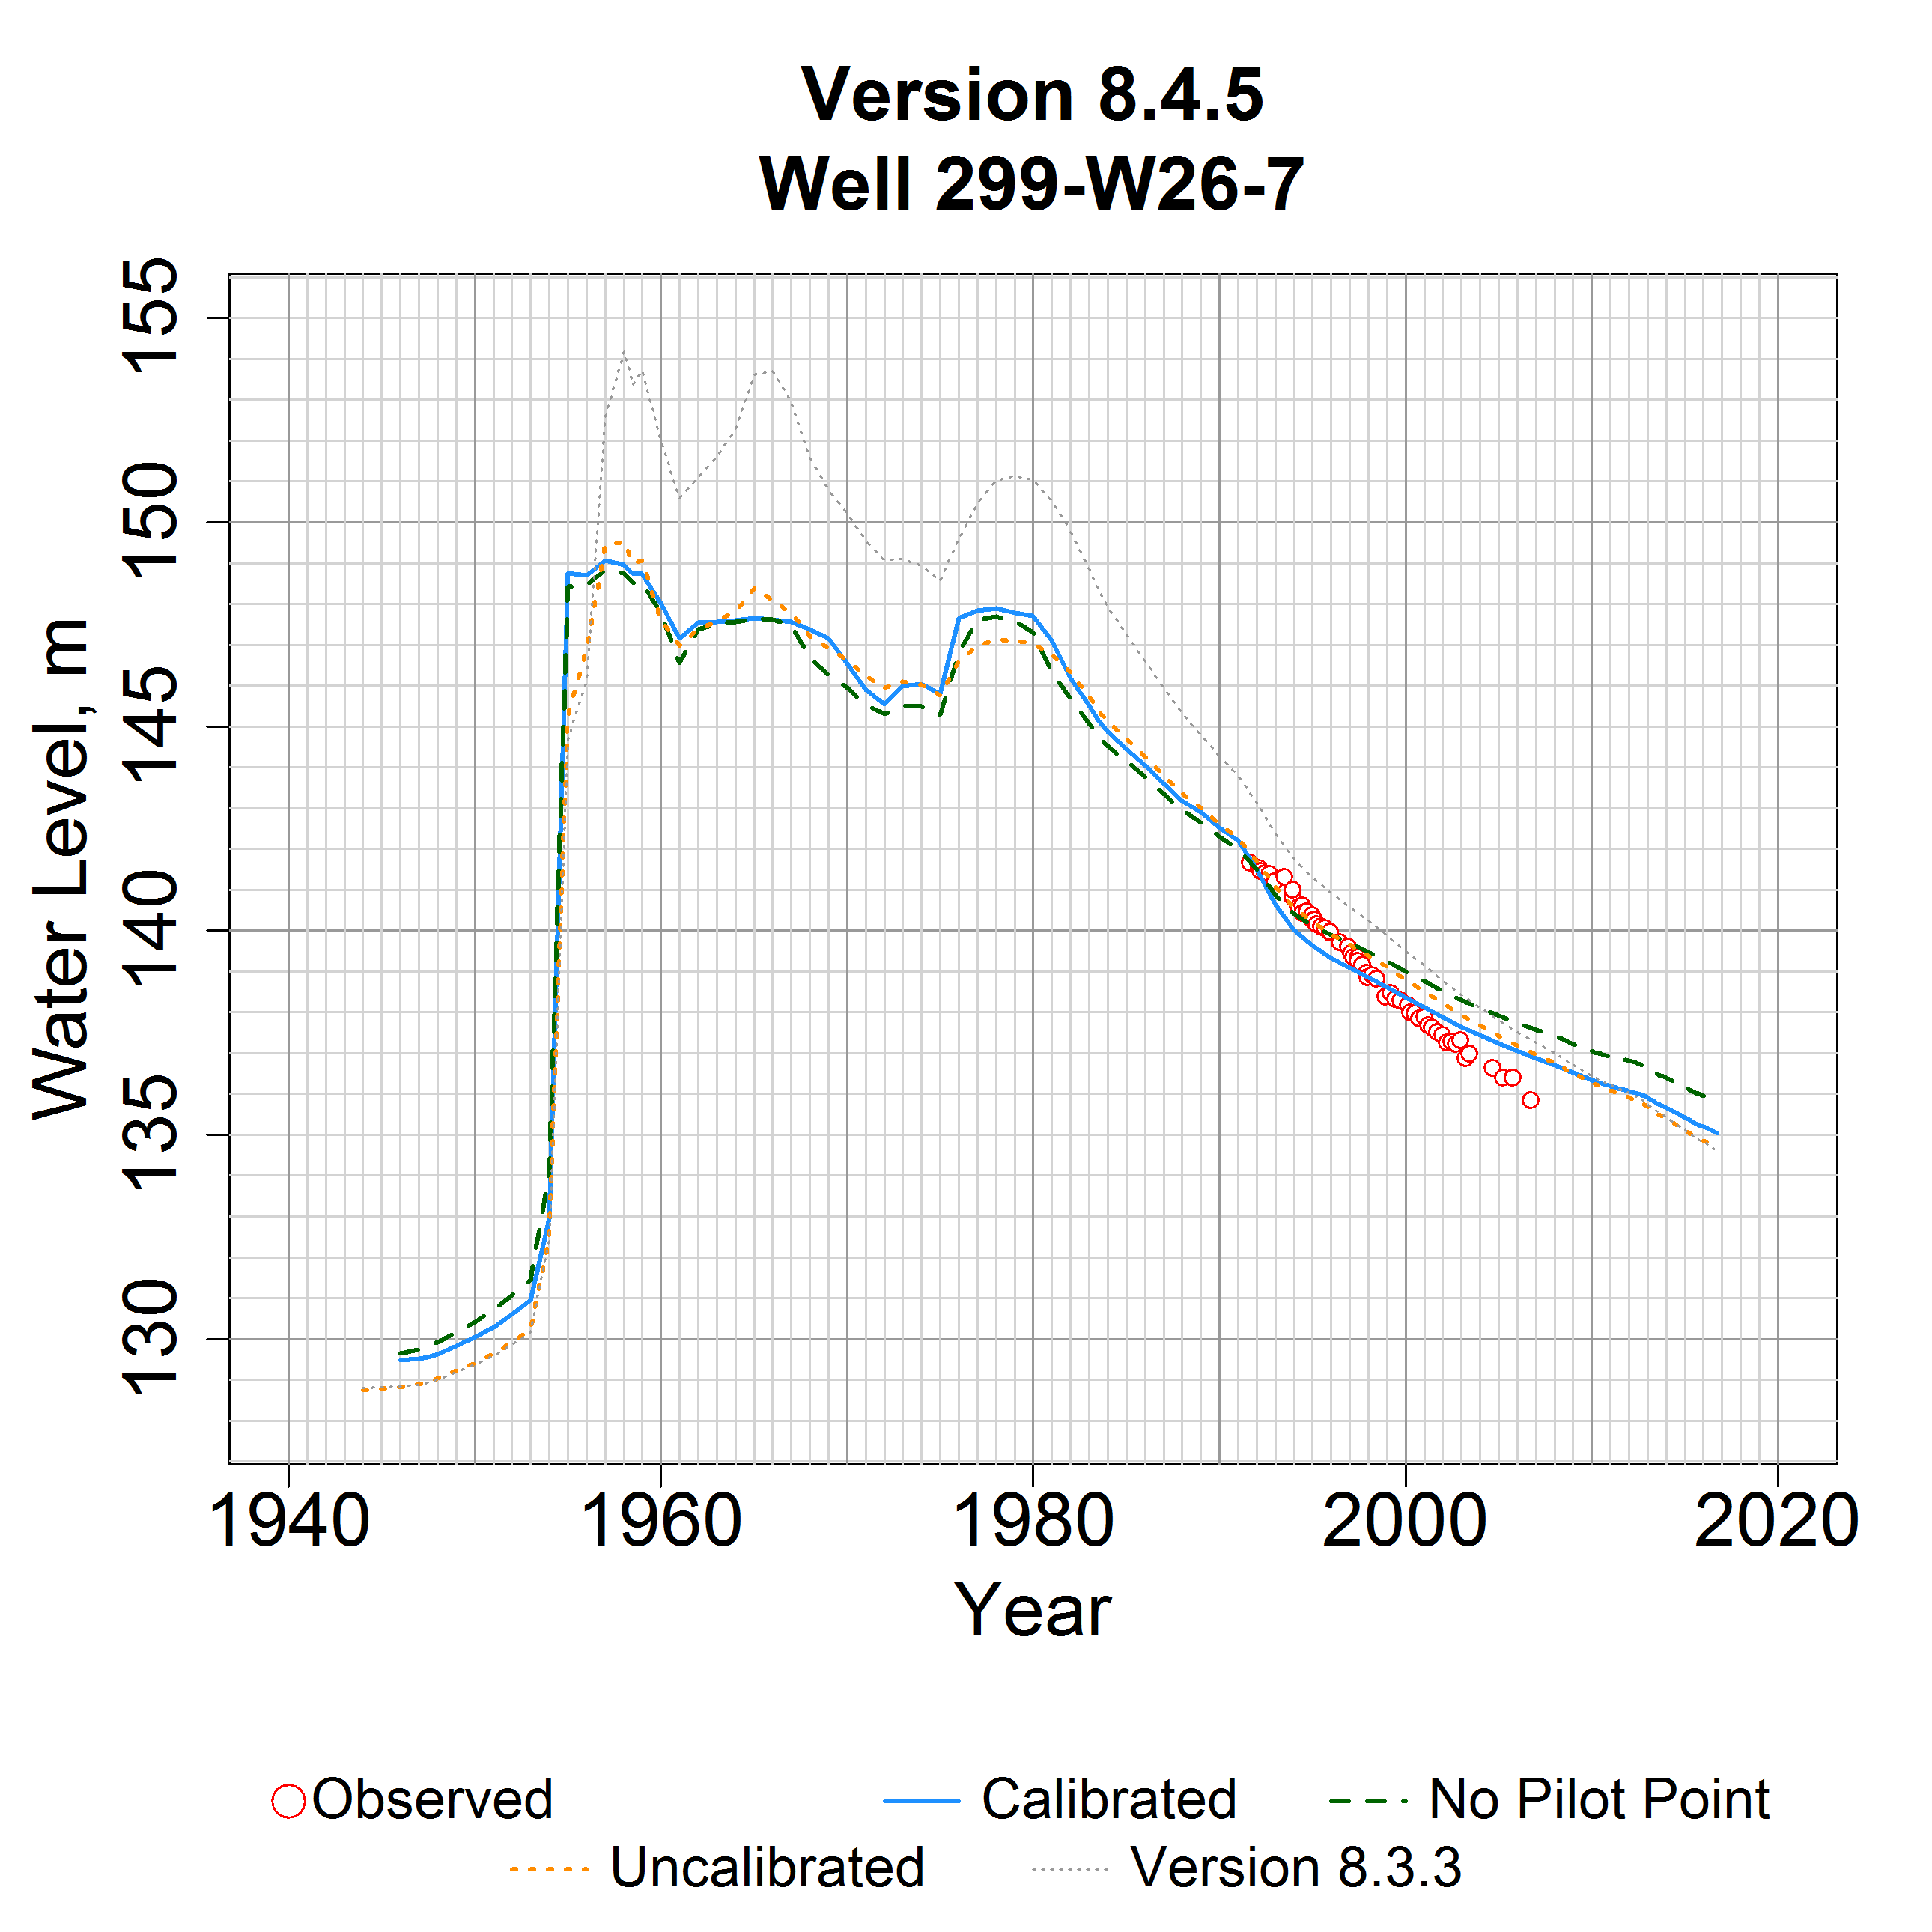 Version 8.4.5
Well 299-W26-7
Water Level, m
155
150
145
140
135
130
1940 1960 1980 2000 2020
Year
Observed Calibrated No Pilot Point
Uncalibrated Version 8.3.3